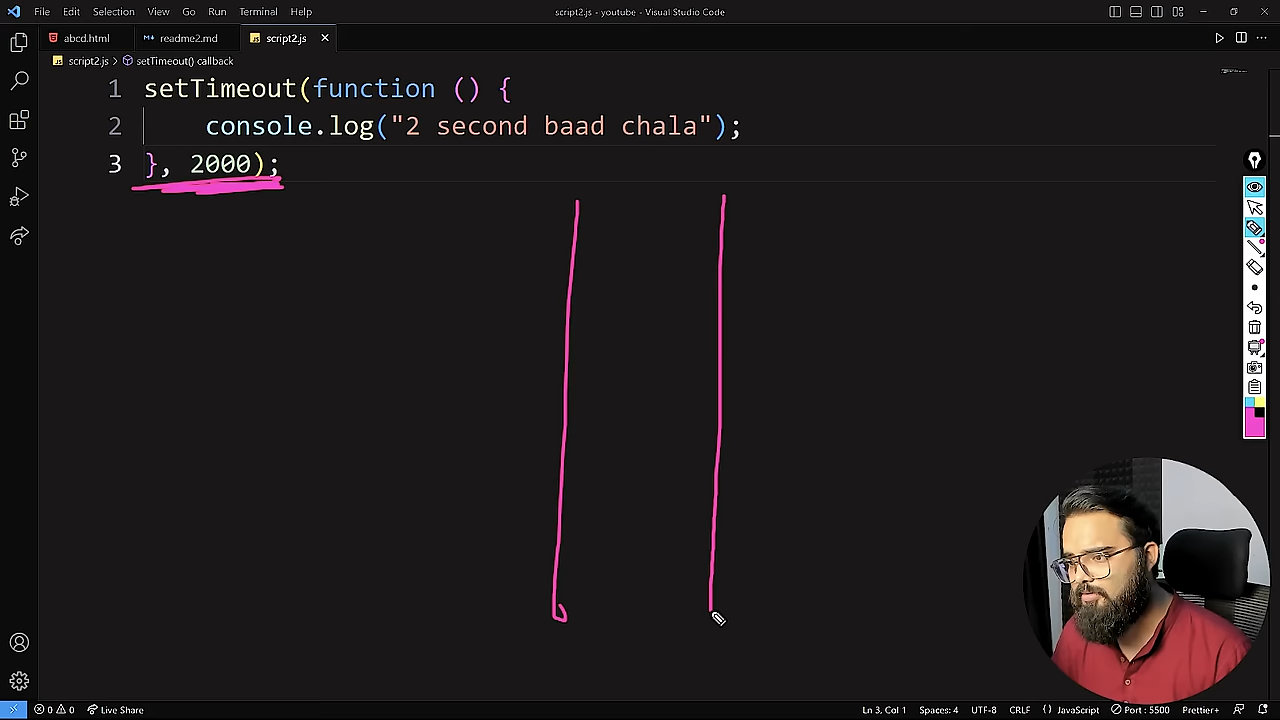 File Edit Selection View Go Run Terminal Help script2.js - youtube - Visual Studio Code
abcd.html readme2.md script2.js
script2.js > setTimeout() callback
1 setTimeout(function () {
2 console.log("2 second baad chala");
3 }, 2000);
0 0 Live Share Ln 3, Col 1 Spaces: 4 UTF-8 CRLF {} JavaScript Port : 5500 Prettier+